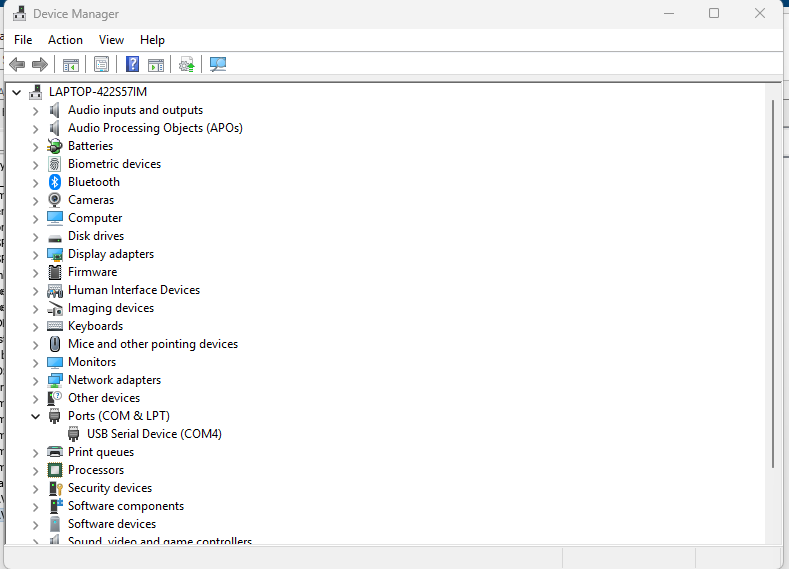 Device Manager
File Action View Help
LAPTOP-422S57IM
Audio inputs and outputs
Audio Processing Objects (APOs)
Batteries
Biometric devices
Bluetooth
Cameras
Computer
Disk drives
Display adapters
Firmware
Human Interface Devices
Imaging devices
Keyboards
Mice and other pointing devices
Monitors
Network adapters
Other devices
Ports (COM & LPT)
USB Serial Device (COM4)
Print queues
Processors
Security devices
Software components
Software devices
Sound, video and game controllers